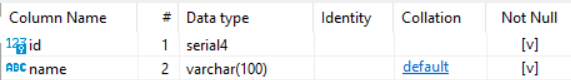 Column Name # Data type Identity Collation Not Null
123 id 1 serial4 [v]
ABC name 2 varchar(100) default [v]